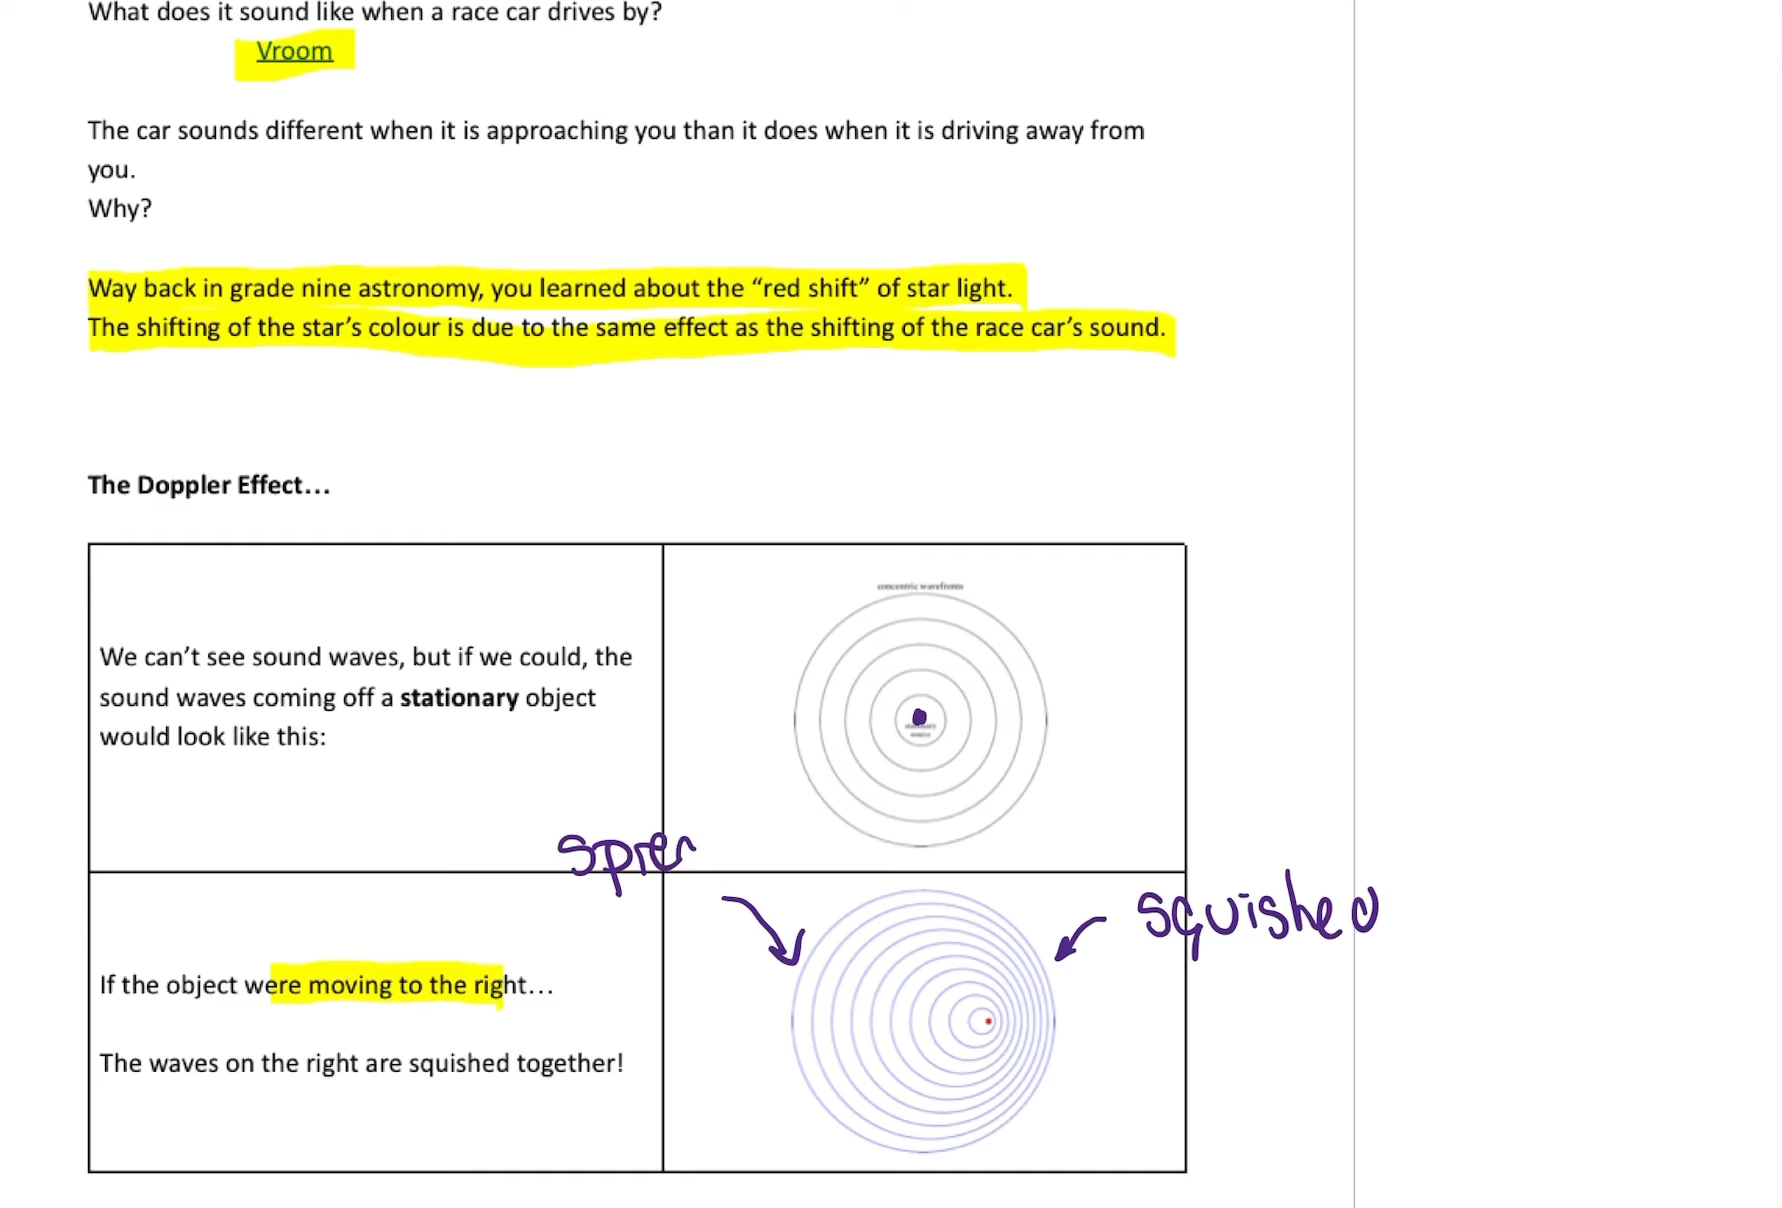 What does it sound like when a race car drives by?
Vroom
The car sounds different when it is approaching you than it does when it is driving away from
you.
Why?
Way back in grade nine astronomy, you learned about the “red shift” of star light.
The shifting of the star’s colour is due to the same effect as the shifting of the race car’s sound.
The Doppler Effect…
We can’t see sound waves, but if we could, the
sound waves coming off a stationary object
would look like this:
concentric wavefronts
stationary
source
Sprea
squished
If the object were moving to the right…
The waves on the right are squished together!